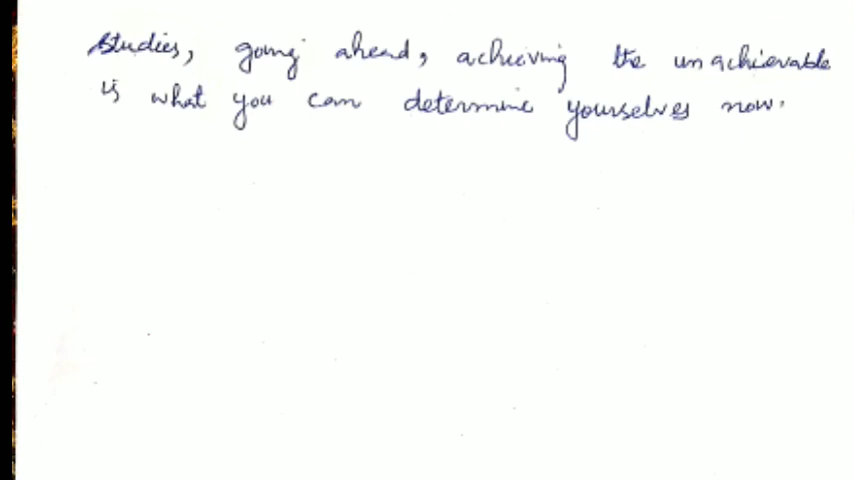 studies, going ahead, achieving the unachievable
is what you can determine yourselves now.